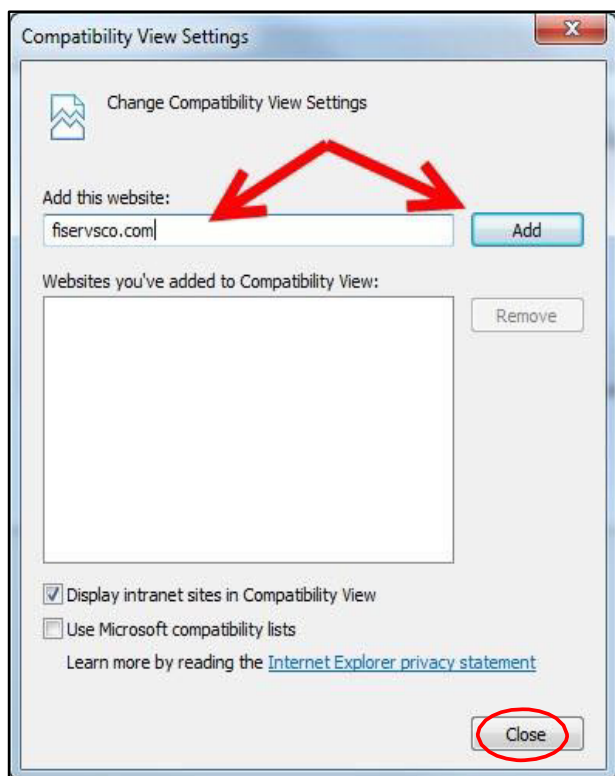 Compatibility View Settings
X
Change Compatibility View Settings
Add this website:
fiservsco.com
Add
Websites you've added to Compatibility View:
Remove
Display intranet sites in Compatibility View
Use Microsoft compatibility lists
Learn more by reading the Internet Explorer privacy statement
Close